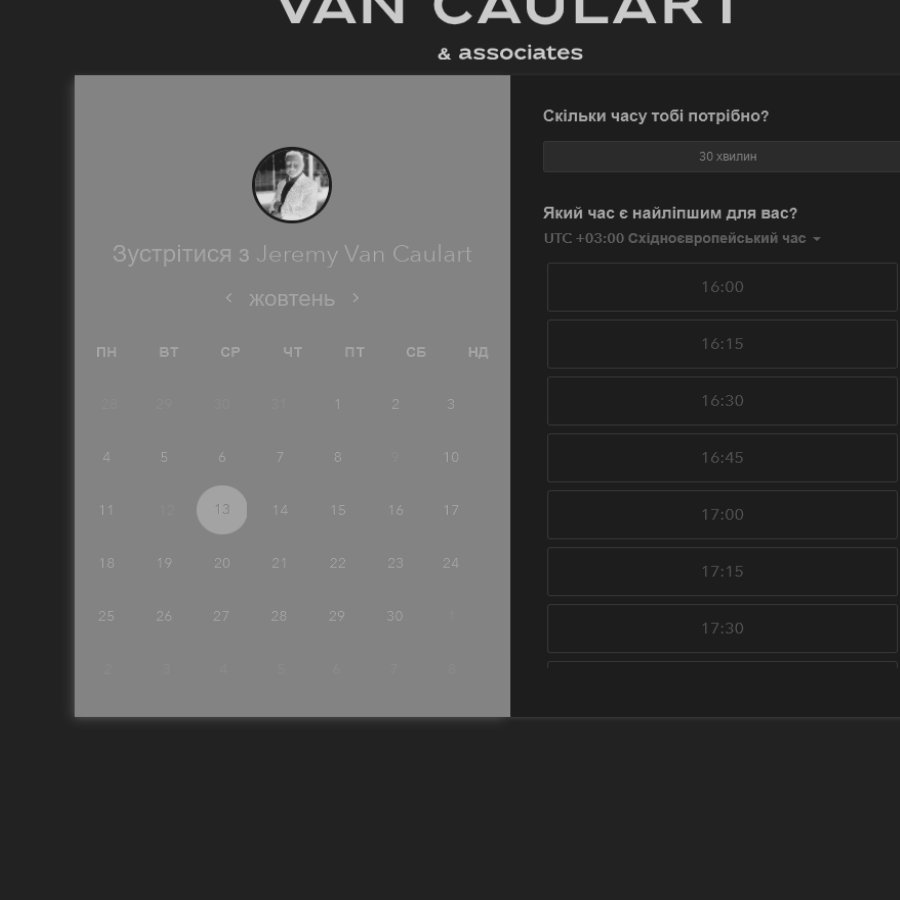 VAN CAULART
& associates
Зустрітися з Jeremy Van Caulart
жовтень
ПН ВТ СР ЧТ ПТ СБ НД
28 29 30 31 1 2 3
4 5 6 7 8 9 10
11 12 13 14 15 16 17
18 19 20 21 22 23 24
25 26 27 28 29 30 1
2 3 4 5 6 7 8
Скільки часу тобі потрібно?
30 хвилин
Який час є найліпшим для вас?
UTC +03:00 Східноєвропейський час
16:00
16:15
16:30
16:45
17:00
17:15
17:30